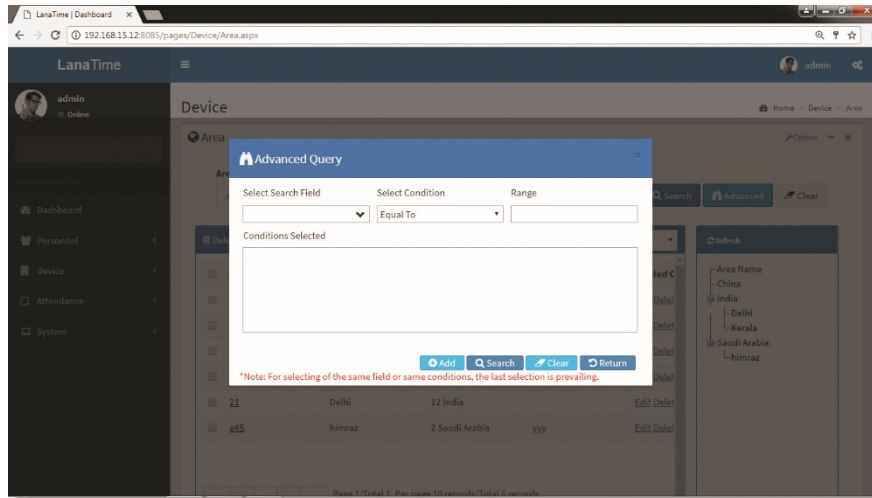 LanaTime | Dashboard
192.168.15.12:8085/pages/Device/Area.aspx
LanaTime
admin
admin
Online
Device
Home > Device > Area
Area
Option
Advanced Query
Select Search Field
Select Condition
Range
Equal To
Conditions Selected
Add
Search
Clear
Return
*Note: For selecting of the same field or same conditions, the last selection is prevailing.
Search
Advanced
Clear
Dashboard
Personnel
Device
Attendance
System
Refresh
Area Name
China
India
Delhi
Kerala
Saudi Arabia
himraz
21 Delhi 12 India Edit Delet
e45 himraz 2 Saudi Arabia yyy Edit Delet
Page 1/Total 1; Per page 10 records/Total 6 records